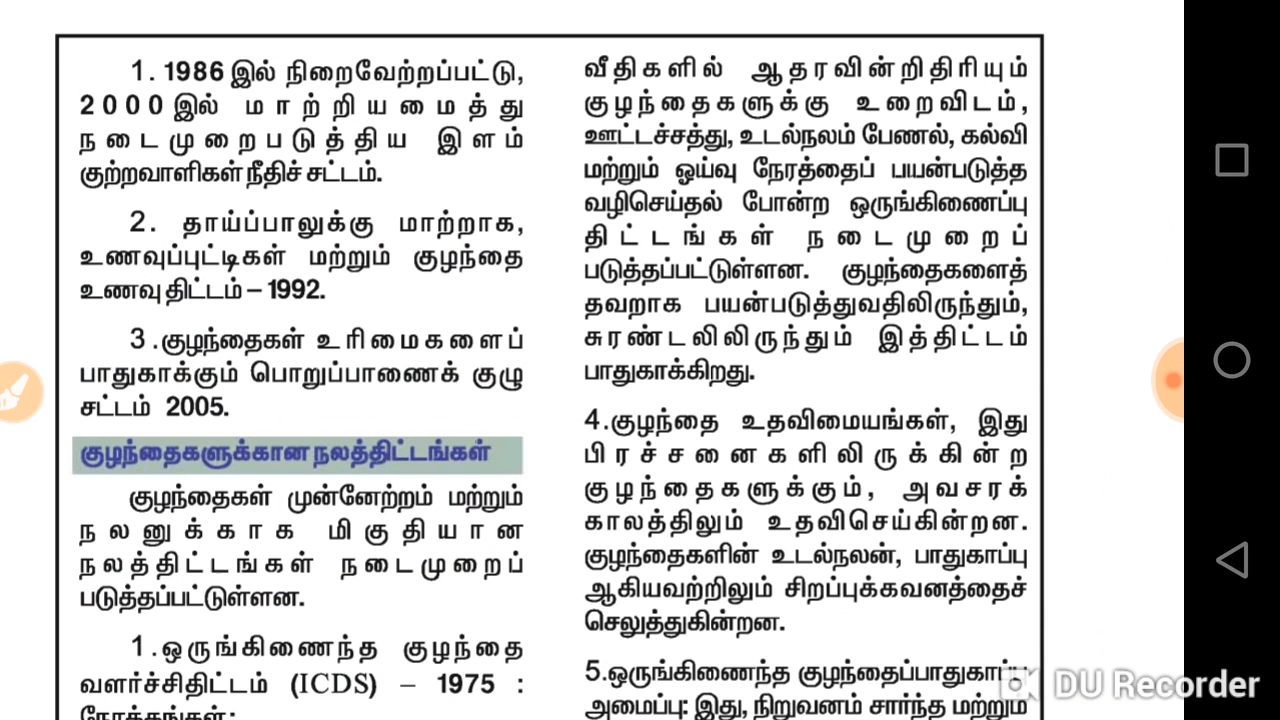 1. 1986 இல் நிறைவேற்றப்பட்டு,
2000 இல் மாற்றியமைத்து
நடைமுறைபடுத்திய இளம்
குற்றவாளிகள் நீதிச் சட்டம்.
2. தாய்ப்பாலுக்கு மாற்றாக,
உணவுப்புட்டிகள் மற்றும் குழந்தை
உணவு திட்டம் – 1992.
3 .குழந்தைகள் உரிமைகளைப்
பாதுகாக்கும் பொறுப்பாணைக் குழு
சட்டம் 2005.
குழந்தைகளுக்கான நலத்திட்டங்கள்
குழந்தைகள் முன்னேற்றம் மற்றும்
நலனுக்காக மிகுதியான
நலத்திட்டங்கள் நடைமுறைப்
படுத்தப்பட்டுள்ளன.
1.ஒருங்கிணைந்த குழந்தை
வளர்ச்சிதிட்டம் (ICDS) – 1975 :
நோக்கங்கள்:
வீதிகளில் ஆதரவின்றிதிரியும்
குழந்தைகளுக்கு உறைவிடம்,
ஊட்டச்சத்து, உடல்நலம் பேணல், கல்வி
மற்றும் ஓய்வு நேரத்தைப் பயன்படுத்த
வழிசெய்தல் போன்ற ஒருங்கிணைப்பு
திட்டங்கள் நடைமுறைப்
படுத்தப்பட்டுள்ளன. குழந்தைகளைத்
தவறாக பயன்படுத்துவதிலிருந்தும்,
சுரண்டலிலிருந்தும் இத்திட்டம்
பாதுகாக்கிறது.
4.குழந்தை உதவிமையங்கள், இது
பிரச்சனைகளிலிருக்கின்ற
குழந்தைகளுக்கும், அவசரக்
காலத்திலும் உதவிசெய்கின்றன.
குழந்தைகளின் உடல்நலன், பாதுகாப்பு
ஆகியவற்றிலும் சிறப்புக்கவனத்தைச்
செலுத்துகின்றன.
5.ஒருங்கிணைந்த குழந்தைப்பாதுகாப்பு
அமைப்பு: இது, நிறுவனம் சார்ந்த மற்றும்
DU Recorder